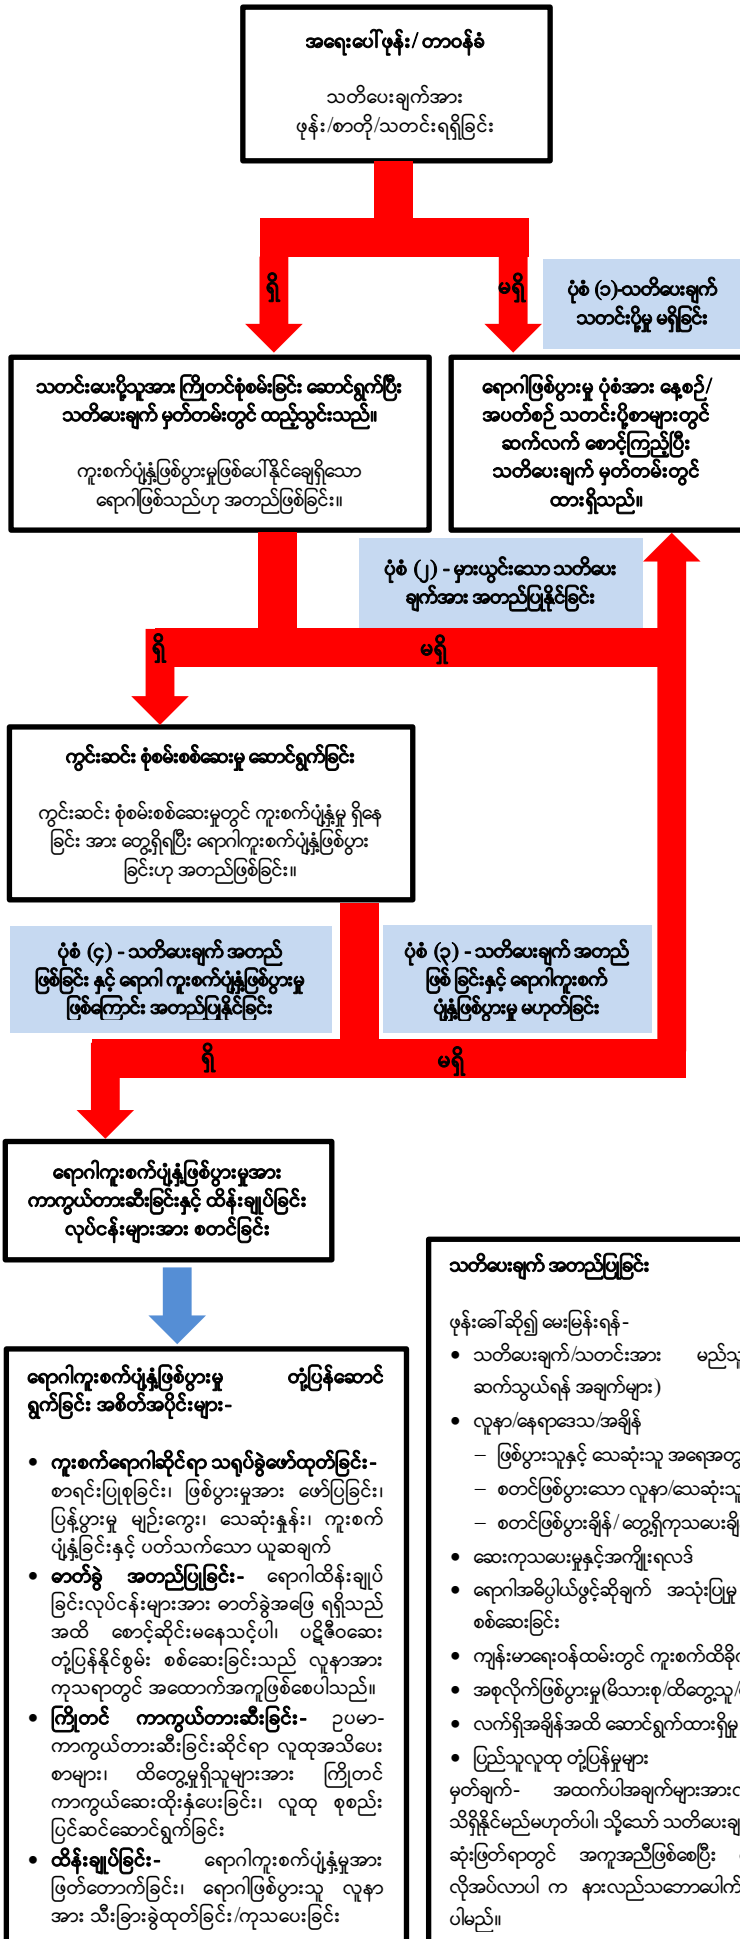 အရေးပေါ်ဖုန်း/ တာဝန်ခံ
သတိပေးချက်အား
ဖုန်း/စာတို/သတင်းရရှိခြင်း
ရှိ
မရှိ
ပုံစံ (၁)-သတိပေးချက်
သတင်းပို့မှု မရှိခြင်း
သတင်းပေးပို့သူအား ကြိုတင်စုံစမ်းခြင်း ဆောင်ရွက်ပြီး
သတိပေးချက် မှတ်တမ်းတွင် ထည့်သွင်းသည်။
ကူးစက်ပျံ့နှံ့ဖြစ်ပွားမှုဖြစ်ပေါ်နိုင်ချေရှိသော
ရောဂါဖြစ်သည်ဟု အတည်ဖြစ်ခြင်း။
ရောဂါဖြစ်ပွားမှု ပုံစံအား နေ့စဉ်/
အပတ်စဉ် သတင်းပို့စာများတွင်
ဆက်လက် စောင့်ကြည့်ပြီး
သတိပေးချက် မှတ်တမ်းတွင်
ထားရှိသည်။
ပုံစံ (၂) - မှားယွင်းသော သတိပေး
ချက်အား အတည်ပြုနိုင်ခြင်း
ရှိ
မရှိ
ကွင်းဆင်း စုံစမ်းစစ်ဆေးမှု ဆောင်ရွက်ခြင်း
ကွင်းဆင်း စုံစမ်းစစ်ဆေးမှုတွင် ကူးစက်ပျံ့နှံ့မှု ရှိနေ
ခြင်း အား တွေ့ရှိရပြီး ရောဂါကူးစက်ပျံ့နှံ့ဖြစ်ပွား
ခြင်းဟု အတည်ဖြစ်ခြင်း။
ပုံစံ (၄) - သတိပေးချက် အတည်
ဖြစ်ခြင်း နှင့် ရောဂါ ကူးစက်ပျံ့နှံ့ဖြစ်ပွားမှု
ဖြစ်ကြောင်း အတည်ပြုနိုင်ခြင်း
ပုံစံ (၃) - သတိပေးချက် အတည်
ဖြစ် ခြင်းနှင့် ရောဂါကူးစက်
ပျံ့နှံ့ဖြစ်ပွားမှု မဟုတ်ခြင်း
ရှိ
မရှိ
ရောဂါကူးစက်ပျံ့နှံ့ဖြစ်ပွားမှုအား
ကာကွယ်တားဆီးခြင်းနှင့် ထိန်းချုပ်ခြင်း
လုပ်ငန်းများအား စတင်ခြင်း
ရောဂါကူးစက်ပျံ့နှံ့ဖြစ်ပွားမှု တုံ့ပြန်ဆောင်
ရွက်ခြင်း အစိတ်အပိုင်းများ-
• ကူးစက်ရောဂါဆိုင်ရာ သရုပ်ခွဲဖော်ထုတ်ခြင်း-
စာရင်းပြုစုခြင်း၊ ဖြစ်ပွားမှုအား ဖော်ပြခြင်း၊
ပြန့်ပွားမှု မျဉ်းကွေး၊ သေဆုံးနှုန်း၊ ကူးစက်
ပျံ့နှံ့ခြင်းနှင့် ပတ်သက်သော ယူဆချက်
• ဓာတ်ခွဲ အတည်ပြုခြင်း- ရောဂါထိန်းချုပ်
ခြင်းလုပ်ငန်းများအား ဓာတ်ခွဲအဖြေ ရရှိသည်
အထိ စောင့်ဆိုင်းမနေသင့်ပါ၊ ပဋိဇီဝဆေး
တုံ့ပြန်နိုင်စွမ်း စစ်ဆေးခြင်းသည် လူနာအား
ကုသရာတွင် အထောက်အကူဖြစ်စေပါသည်။
• ကြိုတင် ကာကွယ်တားဆီးခြင်း- ဥပမာ-
ကာကွယ်တားဆီးခြင်းဆိုင်ရာ လူထုအသိပေး
စာများ၊ ထိတွေ့မှုရှိသူများအား ကြိုတင်
ကာကွယ်ဆေးထိုးနှံပေးခြင်း၊ လူထု စုစည်း
ပြင်ဆင်ဆောင်ရွက်ခြင်း
• ထိန်းချုပ်ခြင်း- ရောဂါကူးစက်ပျံ့နှံ့မှုအား
ဖြတ်တောက်ခြင်း၊ ရောဂါဖြစ်ပွားသူ လူနာ
အား သီးခြားခွဲထုတ်ခြင်း/ကုသပေးခြင်း
သတိပေးချက် အတည်ပြုခြင်း
ဖုန်းခေါ်ဆို၍ မေးမြန်းရန်-
• သတိပေးချက်/သတင်းအား မည်သူ
ဆက်သွယ်ရန် အချက်များ)
• လူနာ/နေရာဒေသ/အချိန်
– ဖြစ်ပွားသူနှင့် သေဆုံးသူ အရေအတွ
– စတင်ဖြစ်ပွားသော လူနာ/သေဆုံးသူ
– စတင်ဖြစ်ပွားချိန်/ တွေ့ရှိကုသပေးချိ
• ဆေးကုသပေးမှုနှင့်အကျိုးရလဒ်
• ရောဂါအဓိပ္ပါယ်ဖွင့်ဆိုချက် အသုံးပြုမှု
စစ်ဆေးခြင်း
• ကျန်းမာရေးဝန်ထမ်းတွင် ကူးစက်ထိခို
• အစုလိုက်ဖြစ်ပွားမှု(မိသားစု/ထိတွေ့သူ/
• လက်ရှိအချိန်အထိ ဆောင်ရွက်ထားရှိမှု
• ပြည်သူလူထု တုံ့ပြန်မှုများ
မှတ်ချက်- အထက်ပါအချက်များအားလ
သိရှိနိုင်မည်မဟုတ်ပါ၊ သို့သော် သတိပေးချ
ဆုံးဖြတ်ရာတွင် အကူအညီဖြစ်စေပြီး
လိုအပ်လာပါ က နားလည်သဘောပေါက်
ပါမည်။